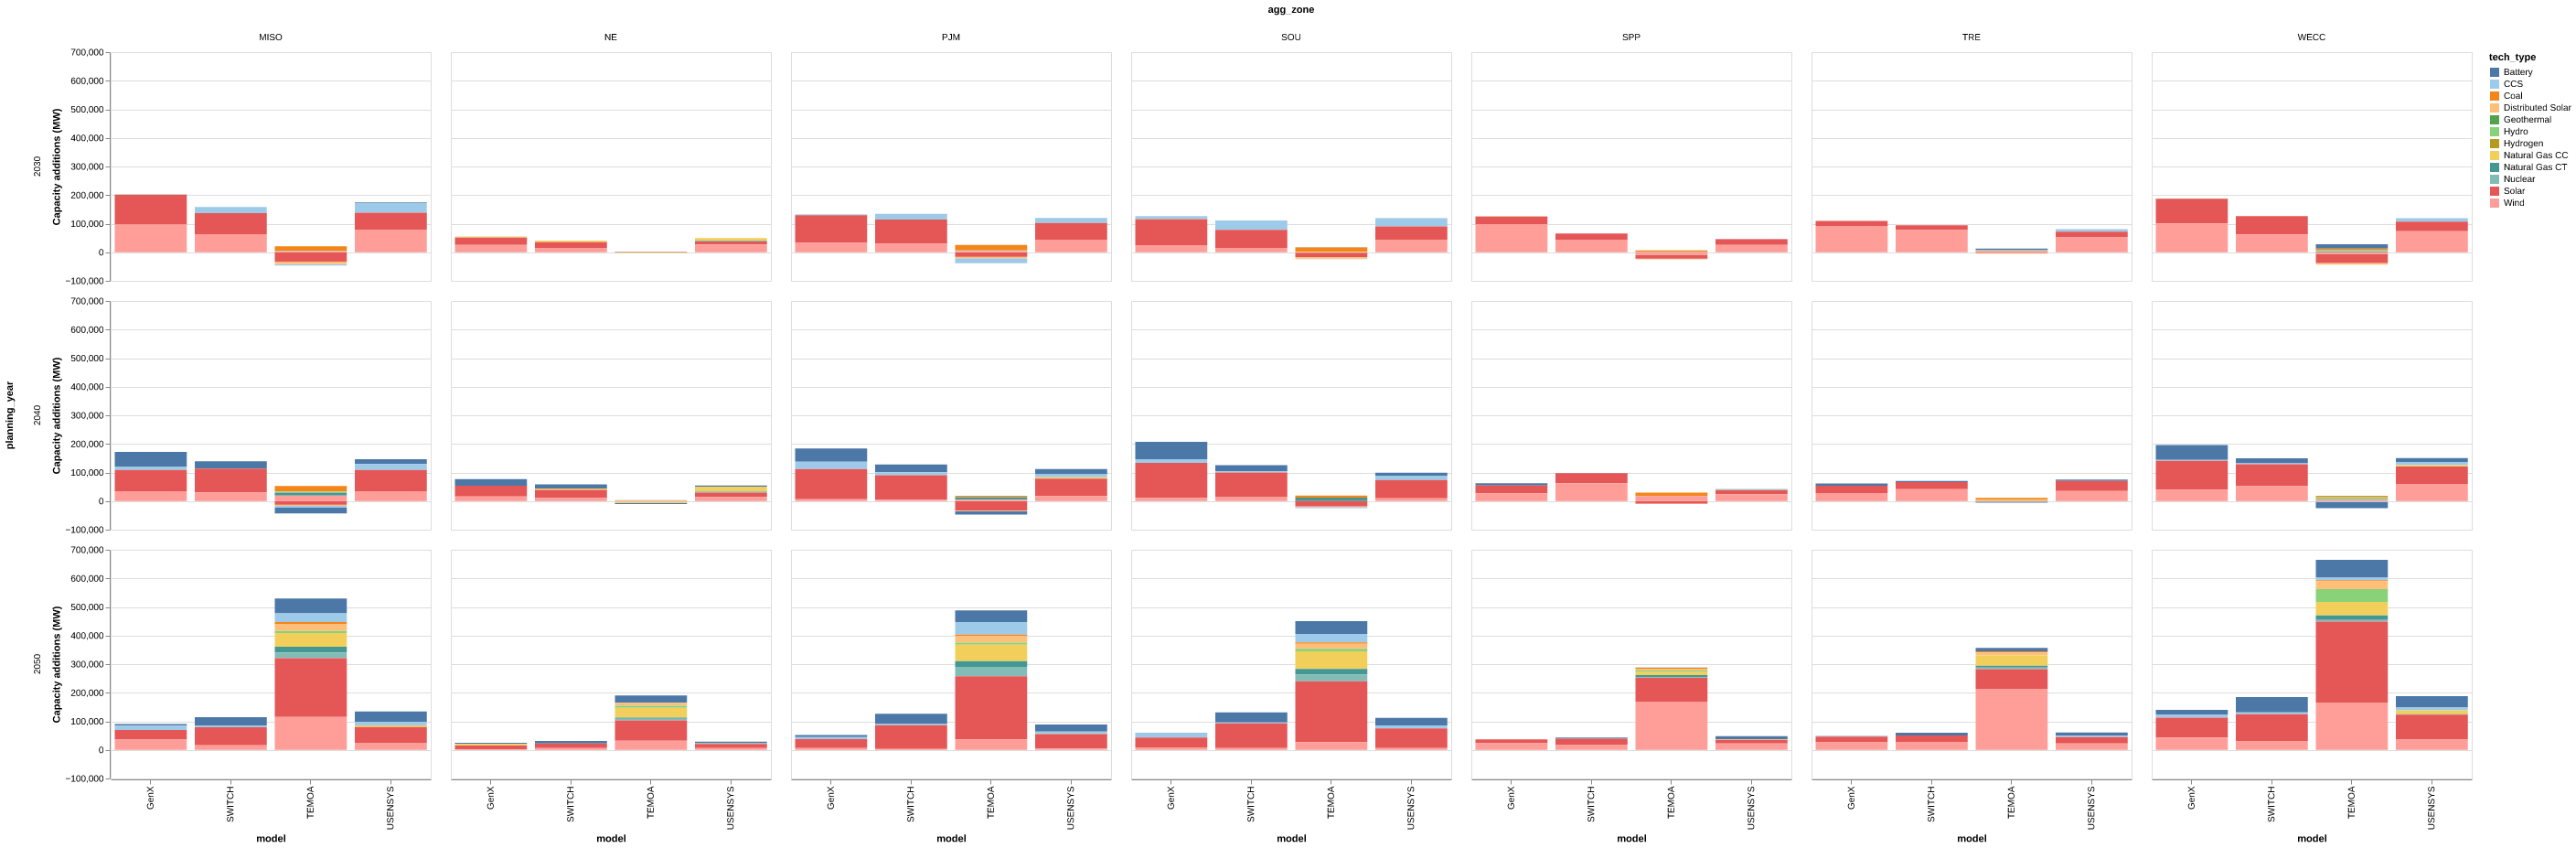 agg_zone
MISO
NE
PJM
SOU
SPP
TRE
WECC
planning_year
2030
Capacity additions (MW)
700,000
600,000
500,000
400,000
300,000
200,000
100,000
0
−100,000
2040
Capacity additions (MW)
700,000
600,000
500,000
400,000
300,000
200,000
100,000
0
−100,000
2050
Capacity additions (MW)
700,000
600,000
500,000
400,000
300,000
200,000
100,000
0
−100,000
GenX
SWITCH
TEMOA
USENSYS
model
GenX
SWITCH
TEMOA
USENSYS
model
GenX
SWITCH
TEMOA
USENSYS
model
GenX
SWITCH
TEMOA
USENSYS
model
GenX
SWITCH
TEMOA
USENSYS
model
GenX
SWITCH
TEMOA
USENSYS
model
GenX
SWITCH
TEMOA
USENSYS
model
tech_type
Battery
CCS
Coal
Distributed Solar
Geothermal
Hydro
Hydrogen
Natural Gas CC
Natural Gas CT
Nuclear
Solar
Wind